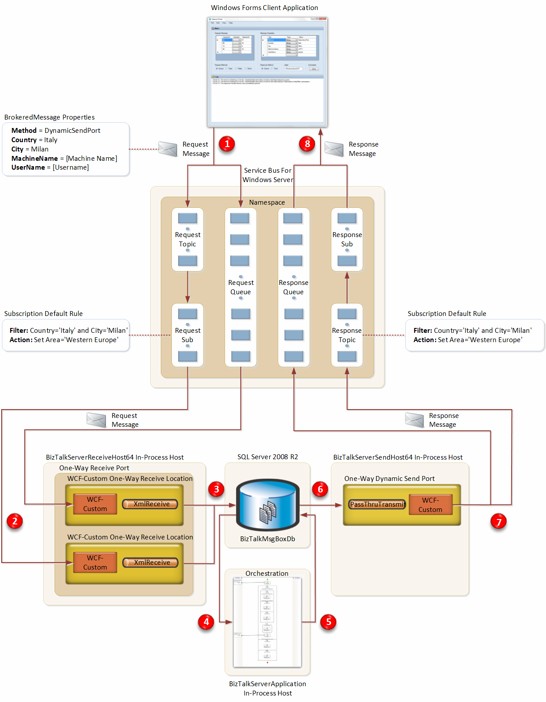 Windows Forms Client Application
BrokeredMessage Properties
Method = DynamicSendPort
Country = Italy
City = Milan
MachineName = [Machine Name]
UserName = [Username]
Request
Message
1
8
Response
Message
Service Bus For
Windows Server
Namespace
Request
Topic
Request
Queue
Response
Queue
Response
Sub
Subscription Default Rule
Filter: Country='Italy' and City='Milan'
Action: Set Area='Western Europe'
Request
Sub
Response
Topic
Subscription Default Rule
Filter: Country='Italy' and City='Milan'
Action: Set Area='Western Europe'
Request
Message
Response
Message
BizTalkServerReceiveHost64 In-Process Host
One-Way Receive Port
WCF-Custom One-Way Receive Location
WCF-
Custom
XmlReceive
2
WCF-Custom One-Way Receive Location
WCF-
Custom
XmlReceive
3
SQL Server 2008 R2
BizTalkMsgBoxDb
6
BizTalkServerSendHost64 In-Process Host
One-Way Dynamic Send Port
PassThruTransmi
WCF-
Custom
7
4
Orchestration
5
BizTalkServerApplication
In-Process Host